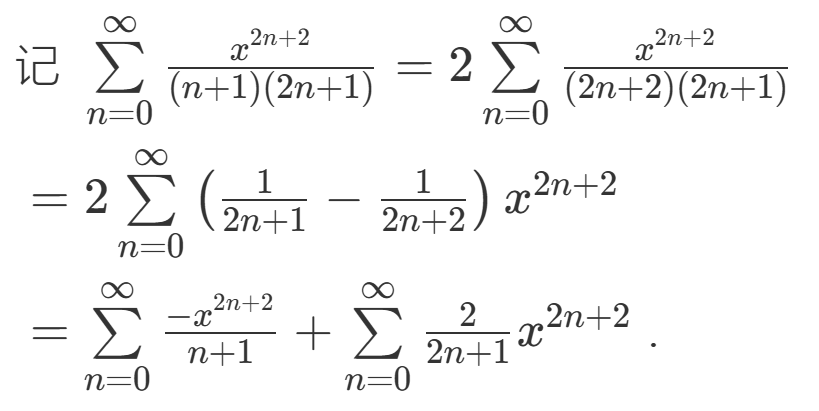 记 $\sum_{n=0}^{\infty} \frac{x^{2n+2}}{(n+1)(2n+1)} = 2 \sum_{n=0}^{\infty} \frac{x^{2n+2}}{(2n+2)(2n+1)}$
$= 2 \sum_{n=0}^{\infty} \left( \frac{1}{2n+1} - \frac{1}{2n+2} \right) x^{2n+2}$
$= \sum_{n=0}^{\infty} \frac{-x^{2n+2}}{n+1} + \sum_{n=0}^{\infty} \frac{2}{2n+1} x^{2n+2}$ .